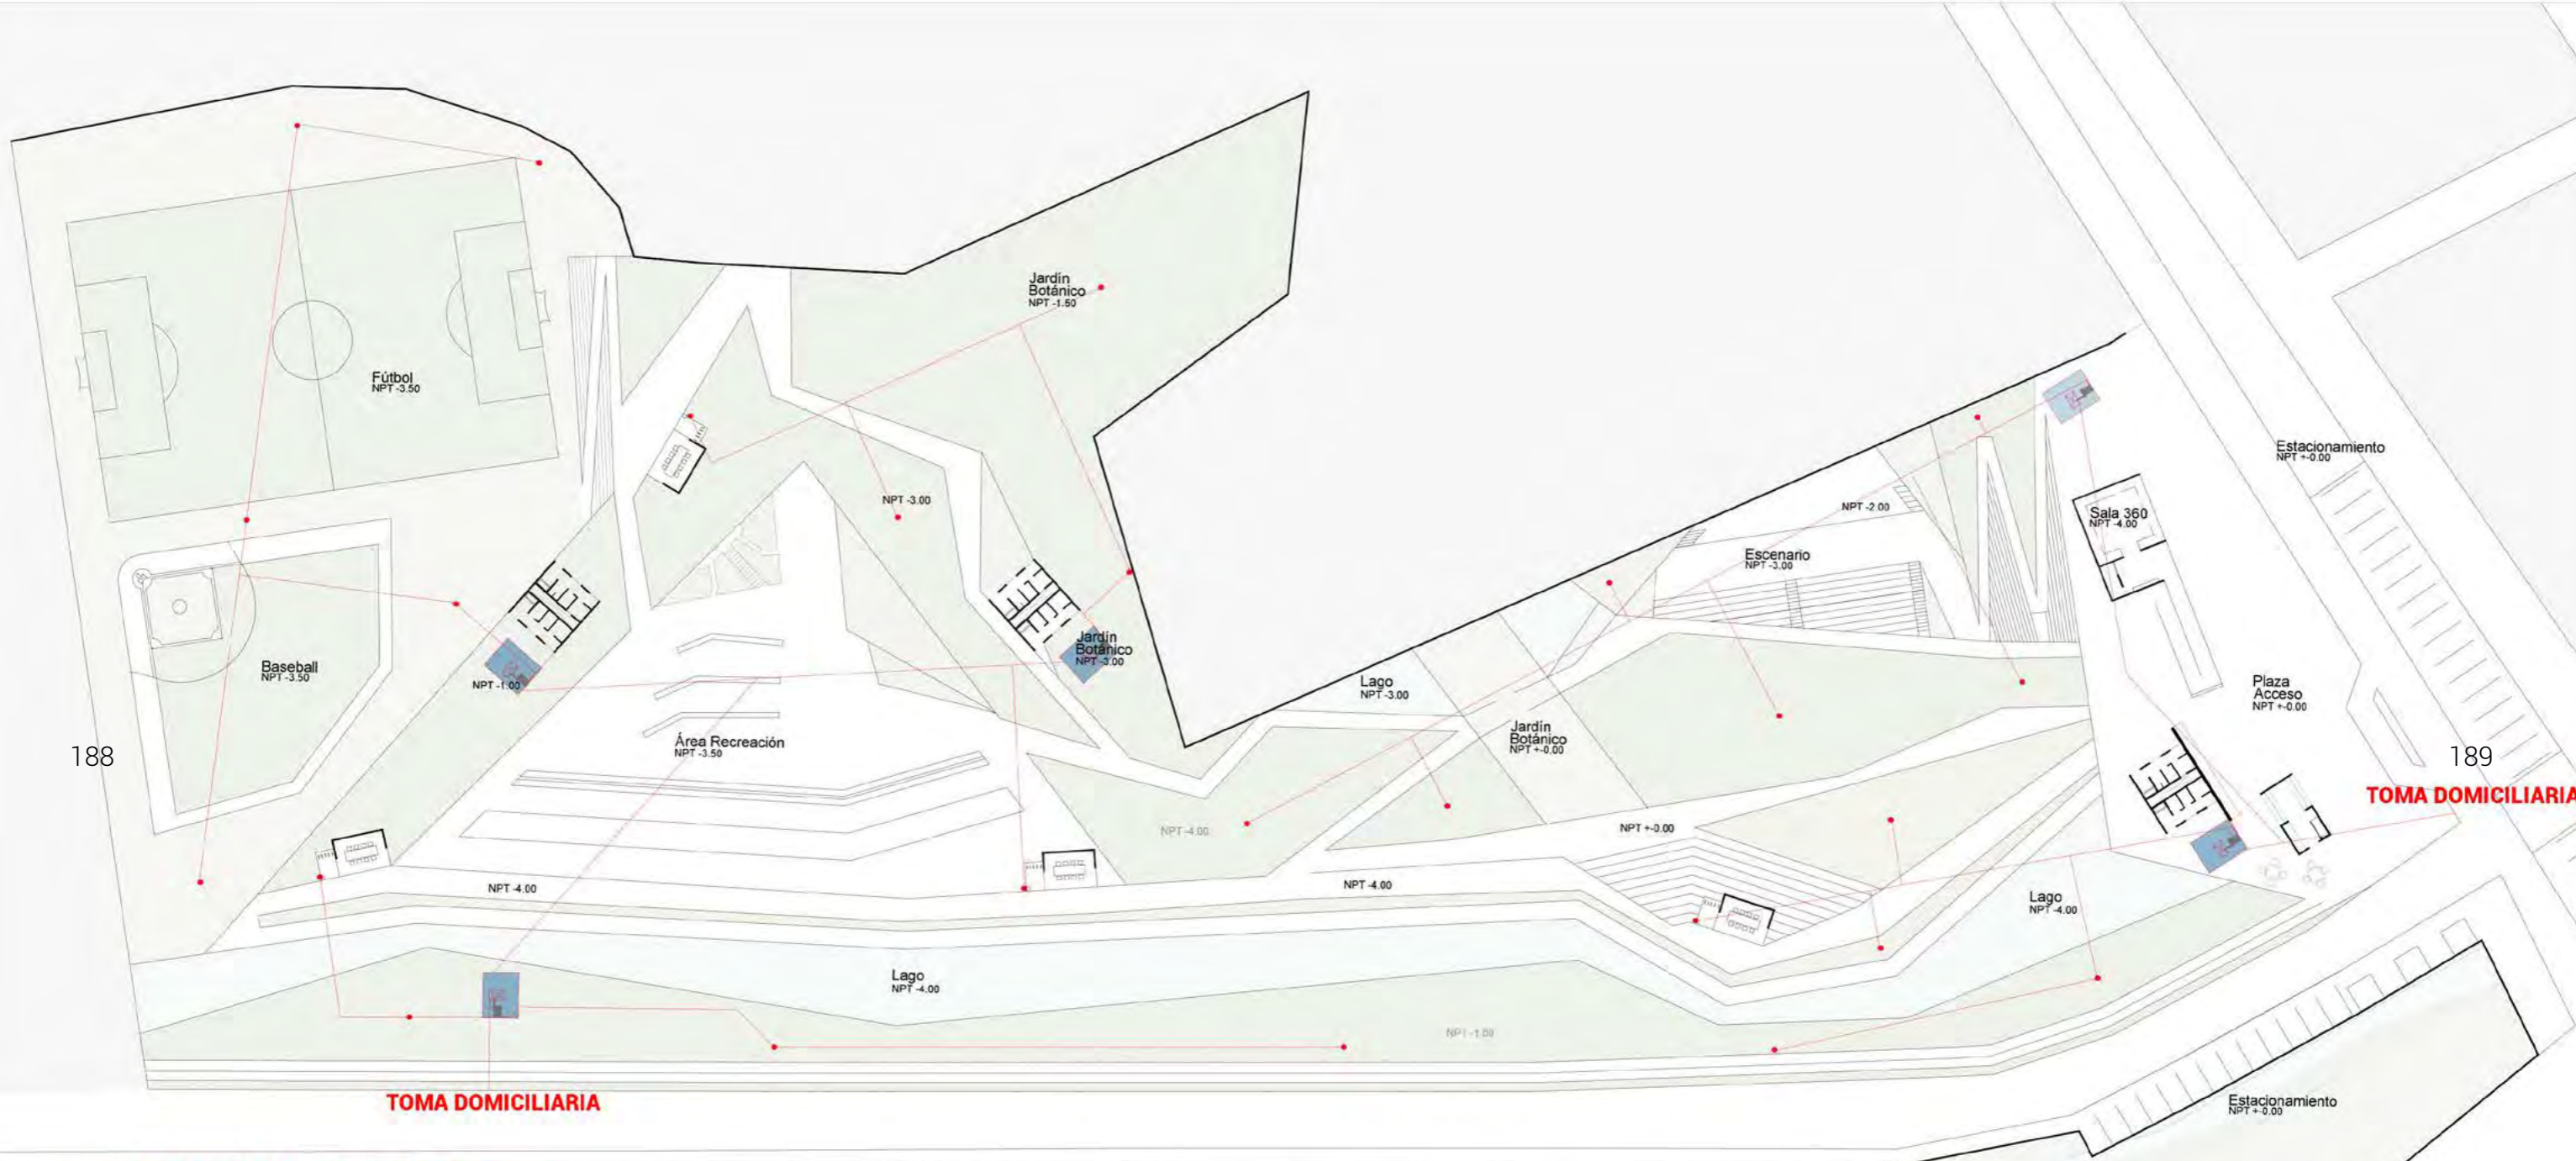 Jardín
Botánico
NPT -1.50
Fútbol
NPT -3.50
NPT -3.00
NPT -2.00
Estacionamiento
NPT +-0.00
Sala 360
NPT -4.00
Escenario
NPT -3.00
Baseball
NPT -3.50
NPT -1.00
Jardín
Botánico
NPT -3.00
Lago
NPT -3.00
Plaza
Acceso
NPT +-0.00
Área Recreación
NPT -3.50
Jardín
Botánico
NPT +-0.00
188
189
TOMA DOMICILIARIA
NPT -4.00
NPT +-0.00
NPT -4.00
NPT -4.00
Lago
NPT -4.00
Lago
NPT -4.00
NPT -1.00
TOMA DOMICILIARIA
Estacionamiento
NPT +-0.00